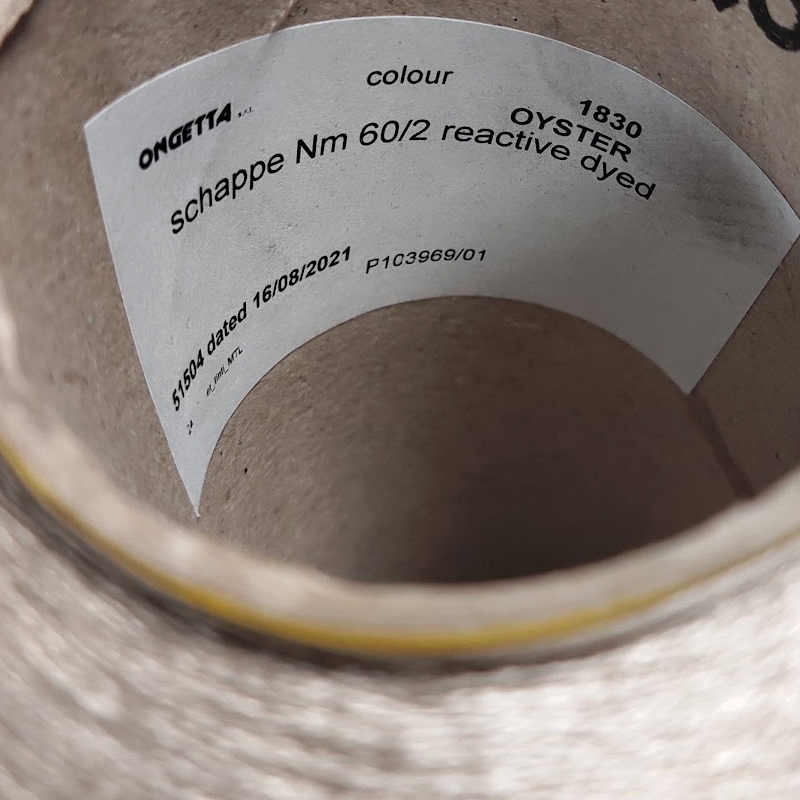 ONGETTA s.r.l.
colour
1830
OYSTER
schappe Nm 60/2 reactive dyed
51504 dated 16/08/2021
P103969/01